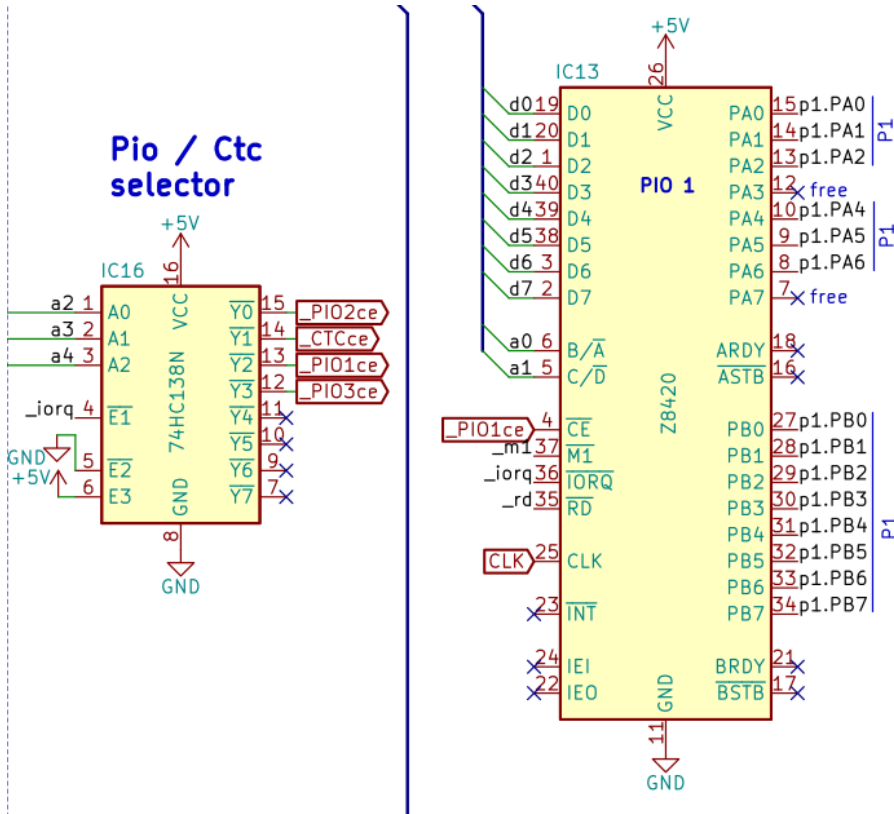 Pio / Ctc
selector
+5V
IC16
16
VCC
a2 1 A0 Y0 15 _PIO2ce
a3 2 A1 Y1 14 _CTCce
a4 3 A2 Y2 13 _PIO1ce
Y3 12 _PIO3ce
_iorq 4 E1 Y4 11
74HC138N
Y5 10
GND
5 E2 Y6 9
+5V
6 E3 Y7 7
GND
8
GND
+5V
IC13
26
VCC
d0 19 D0 PA0 15 p1.PA0
d1 20 D1 PA1 14 p1.PA1
d2 1 D2 PA2 13 p1.PA2
P1
d3 40 D3 PIO 1 PA3 12 free
d4 39 D4 PA4 10 p1.PA4
d5 38 D5 PA5 9 p1.PA5
d6 3 D6 PA6 8 p1.PA6
P1
d7 2 D7 PA7 7 free
a0 6 B/A ARDY 18
a1 5 C/D ASTB 16
Z8420
_PIO1ce 4 CE PB0 27 p1.PB0
_m1 37 M1 PB1 28 p1.PB1
_iorq 36 IORQ PB2 29 p1.PB2
_rd 35 RD PB3 30 p1.PB3
PB4 31 p1.PB4
CLK 25 CLK PB5 32 p1.PB5
PB6 33 p1.PB6
23 INT PB7 34 p1.PB7
P1
24 IEI BRDY 21
22 IEO BSTB 17
GND
11
GND